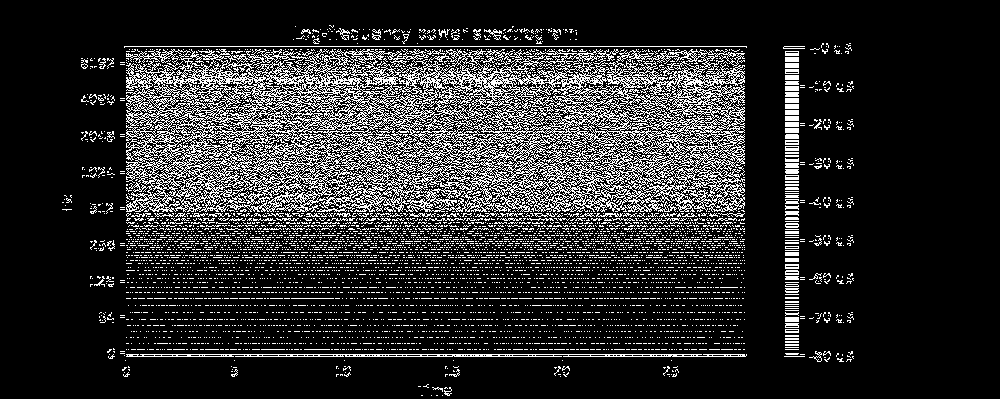 Log-frequency power spectrogram
8192
4096
2048
1024
512
256
128
64
0
Hz
0
5
10
15
20
25
Time
+0 dB
-10 dB
-20 dB
-30 dB
-40 dB
-50 dB
-60 dB
-70 dB
-80 dB